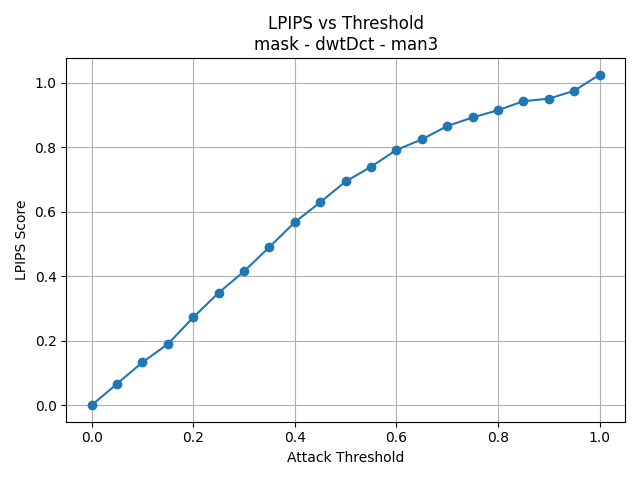 LPIPS vs Threshold
mask - dwtDct - man3
LPIPS Score
1.0
0.8
0.6
0.4
0.2
0.0
0.0 0.2 0.4 0.6 0.8 1.0
Attack Threshold